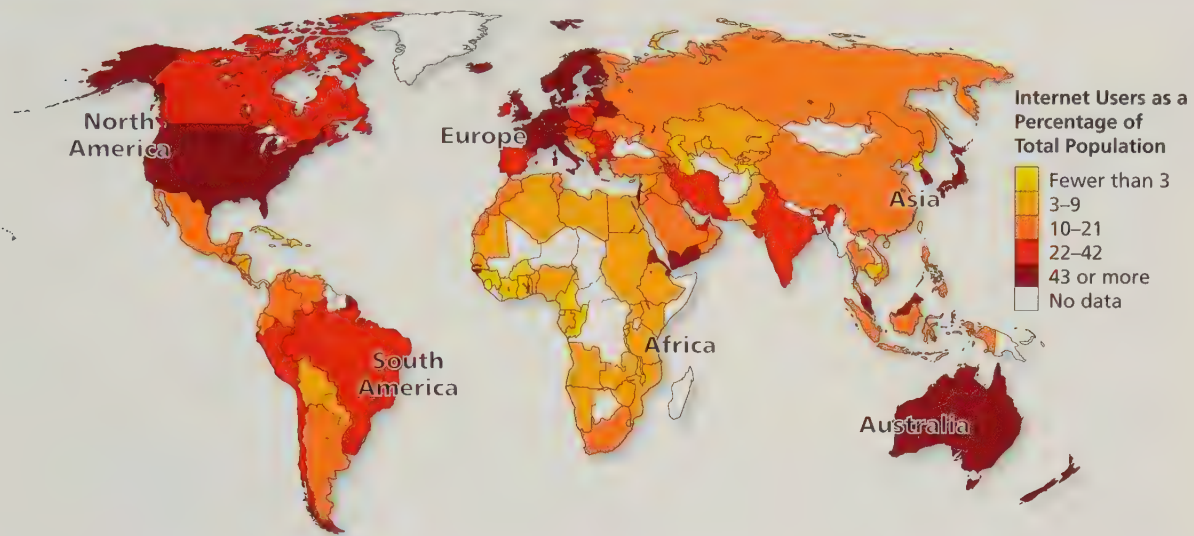 North
America
Europe
Asia
Africa
South
America
Australia
Internet Users as a
Percentage of
Total Population
Fewer than 3
3–9
10–21
22–42
43 or more
No data